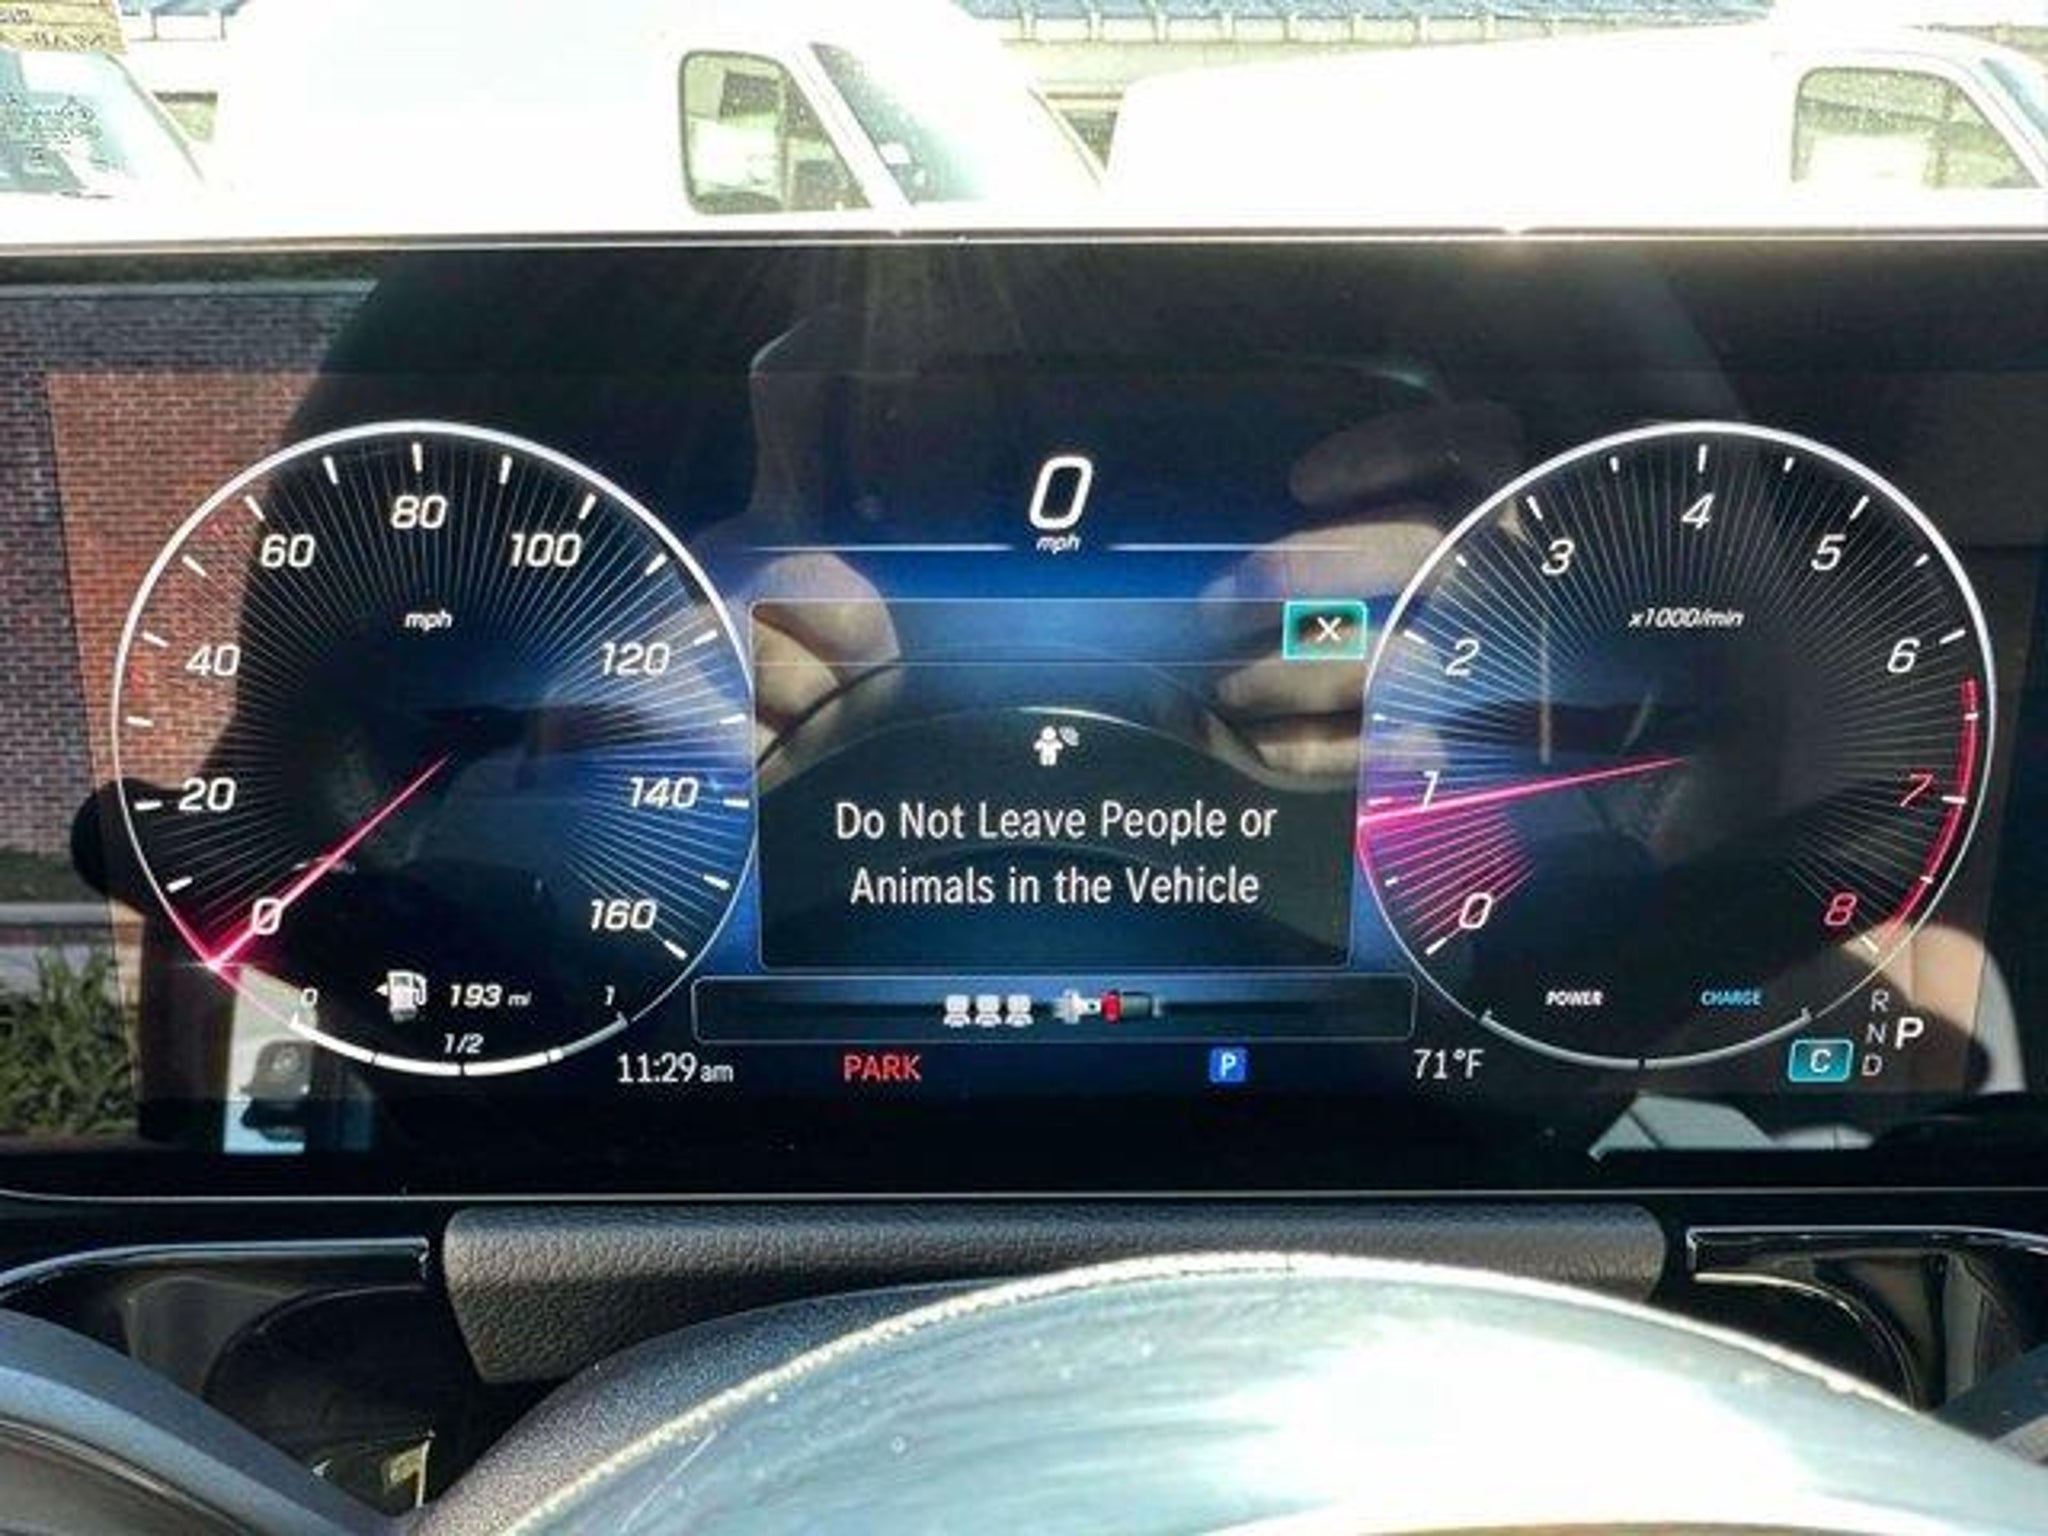 0
mph
20
40
60
80
100
120
140
160
mph
0
X
Do Not Leave People or
Animals in the Vehicle
0
1
2
3
4
5
6
7
8
x1000/min
0
193 mi
1
1/2
POWER
CHARGE
R
N
P
D
C
11:29 am
PARK
P
71°F